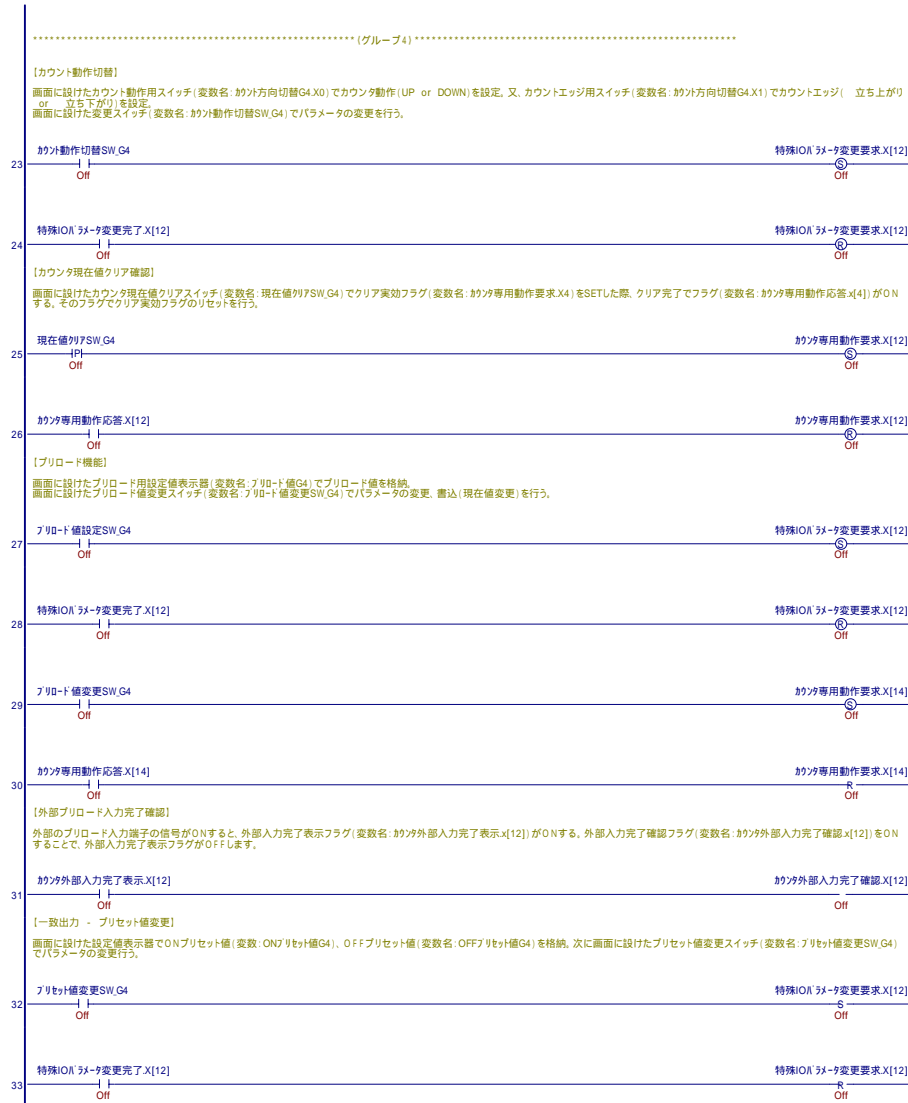 ********************************************************* (グループ4) *********************************************************
【カウント動作切替】
画面に設けたカウント動作用スイッチ(変数名:ｶｳﾝﾄ方向切替G4.X0)でカウンタ動作(UP or DOWN)を設定。又、カウントエッジ用スイッチ(変数名:ｶｳﾝﾄ方向切替G4.X1)でカウントエッジ( 立ち上がり
or 立ち下がり)を設定。
画面に設けた変更スイッチ(変数名:ｶｳﾝﾄ動作切替SW_G4)でパラメータの変更を行う。
ｶｳﾝﾄ動作切替SW_G4 特殊IOﾊﾟﾗﾒｰﾀ変更要求.X[12]
23 S
Off Off
特殊IOﾊﾟﾗﾒｰﾀ変更完了.X[12] 特殊IOﾊﾟﾗﾒｰﾀ変更要求.X[12]
24 R
Off Off
【カウンタ現在値クリア確認】
画面に設けたカウンタ現在値クリアスイッチ(変数名:現在値ｸﾘｱSW_G4)でクリア実効フラグ(変数名:ｶｳﾝﾀ専用動作要求.X4)をSETした際、クリア完了でフラグ(変数名:ｶｳﾝﾀ専用動作応答.x[4])がON
する。そのフラグでクリア実効フラグのリセットを行う。
現在値ｸﾘｱSW_G4 ｶｳﾝﾀ専用動作要求.X[12]
25 P S
Off Off
ｶｳﾝﾀ専用動作応答.X[12] ｶｳﾝﾀ専用動作要求.X[12]
26 R
Off Off
【プリロード機能】
画面に設けたプリロード用設定値表示器(変数名:ﾌﾟﾘﾛｰﾄﾞ値G4)でプリロード値を格納。
画面に設けたプリロード値変更スイッチ(変数名:ﾌﾟﾘﾛｰﾄﾞ値変更SW_G4)でパラメータの変更、書込(現在値変更)を行う。
ﾌﾟﾘﾛｰﾄﾞ値設定SW_G4 特殊IOﾊﾟﾗﾒｰﾀ変更要求.X[12]
27 S
Off Off
特殊IOﾊﾟﾗﾒｰﾀ変更完了.X[12] 特殊IOﾊﾟﾗﾒｰﾀ変更要求.X[12]
28 R
Off Off
ﾌﾟﾘﾛｰﾄﾞ値変更SW_G4 ｶｳﾝﾀ専用動作要求.X[14]
29 S
Off Off
ｶｳﾝﾀ専用動作応答.X[14] ｶｳﾝﾀ専用動作要求.X[14]
30 R
Off Off
【外部プリロード入力完了確認】
外部のプリロード入力端子の信号がONすると、外部入力完了表示フラグ(変数名:ｶｳﾝﾀ外部入力完了表示.x[12])がONする。外部入力完了確認フラグ(変数名:ｶｳﾝﾀ外部入力完了確認.x[12])をON
することで、外部入力完了表示フラグがOFFします。
ｶｳﾝﾀ外部入力完了表示.X[12] ｶｳﾝﾀ外部入力完了確認.X[12]
31
Off Off
【一致出力 - プリセット値変更】
画面に設けた設定値表示器でONプリセット値(変数:ONﾌﾟﾘｾｯﾄ値G4)、OFFプリセット値(変数名:OFFﾌﾟﾘｾｯﾄ値G4)を格納。次に画面に設けたプリセット値変更スイッチ(変数名:ﾌﾟﾘｾｯﾄ値変更SW_G4)
でパラメータの変更行う。
ﾌﾟﾘｾｯﾄ値変更SW_G4 特殊IOﾊﾟﾗﾒｰﾀ変更要求.X[12]
32 S
Off Off
特殊IOﾊﾟﾗﾒｰﾀ変更完了.X[12] 特殊IOﾊﾟﾗﾒｰﾀ変更要求.X[12]
33 R
Off Off